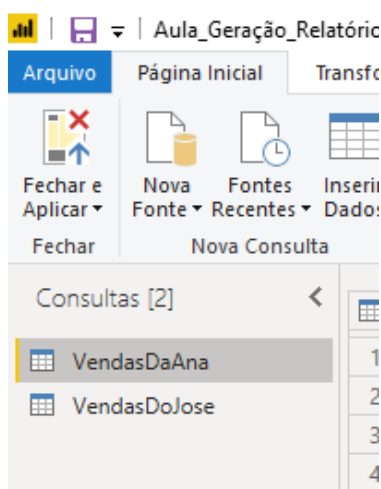 Aula_Geração_Relatório
Arquivo Página Inicial Transfo
Fechar e Aplicar
Nova Fonte
Fontes Recentes
Inserir Dados
Fechar Nova Consulta
Consultas [2]
VendasDaAna
VendasDoJose
1
2
3
4